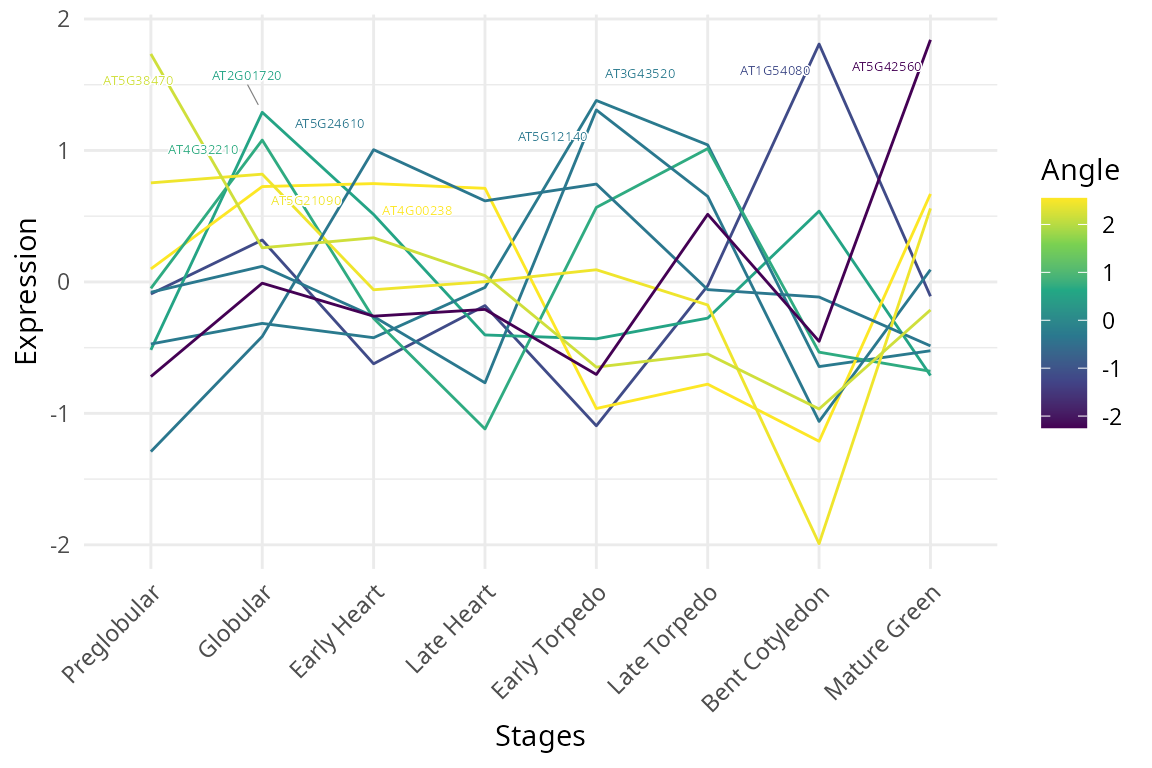 2
1
0
-1
-2
Expression
AT5G38470
AT2G01720
AT4G32210
AT5G24610
AT5G21090
AT4G00238
AT3G43520
AT5G12140
AT1G54080
AT5G42560
Preglobular
Globular
Early Heart
Late Heart
Early Torpedo
Late Torpedo
Bent Cotyledon
Mature Green
Stages
Angle
2
1
0
-1
-2